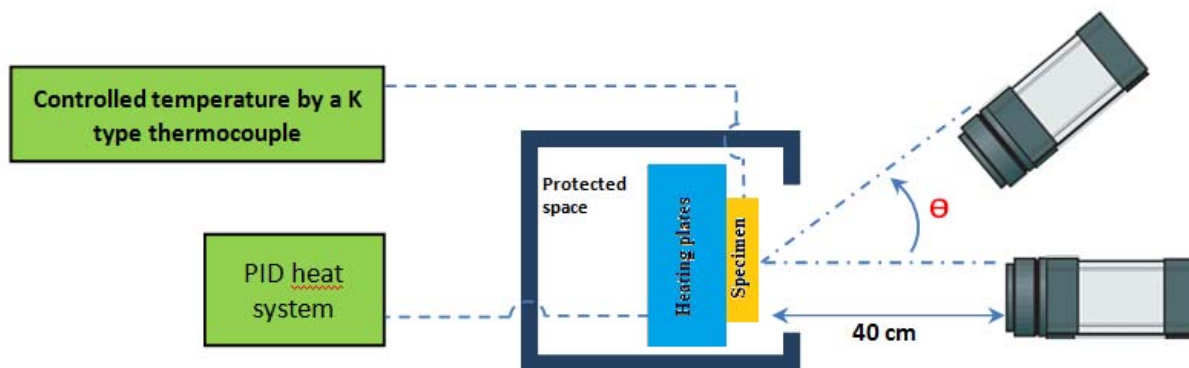 Controlled temperature by a K
type thermocouple
PID heat
system
Protected
space
Heating plates
Specimen
ϴ
40 cm